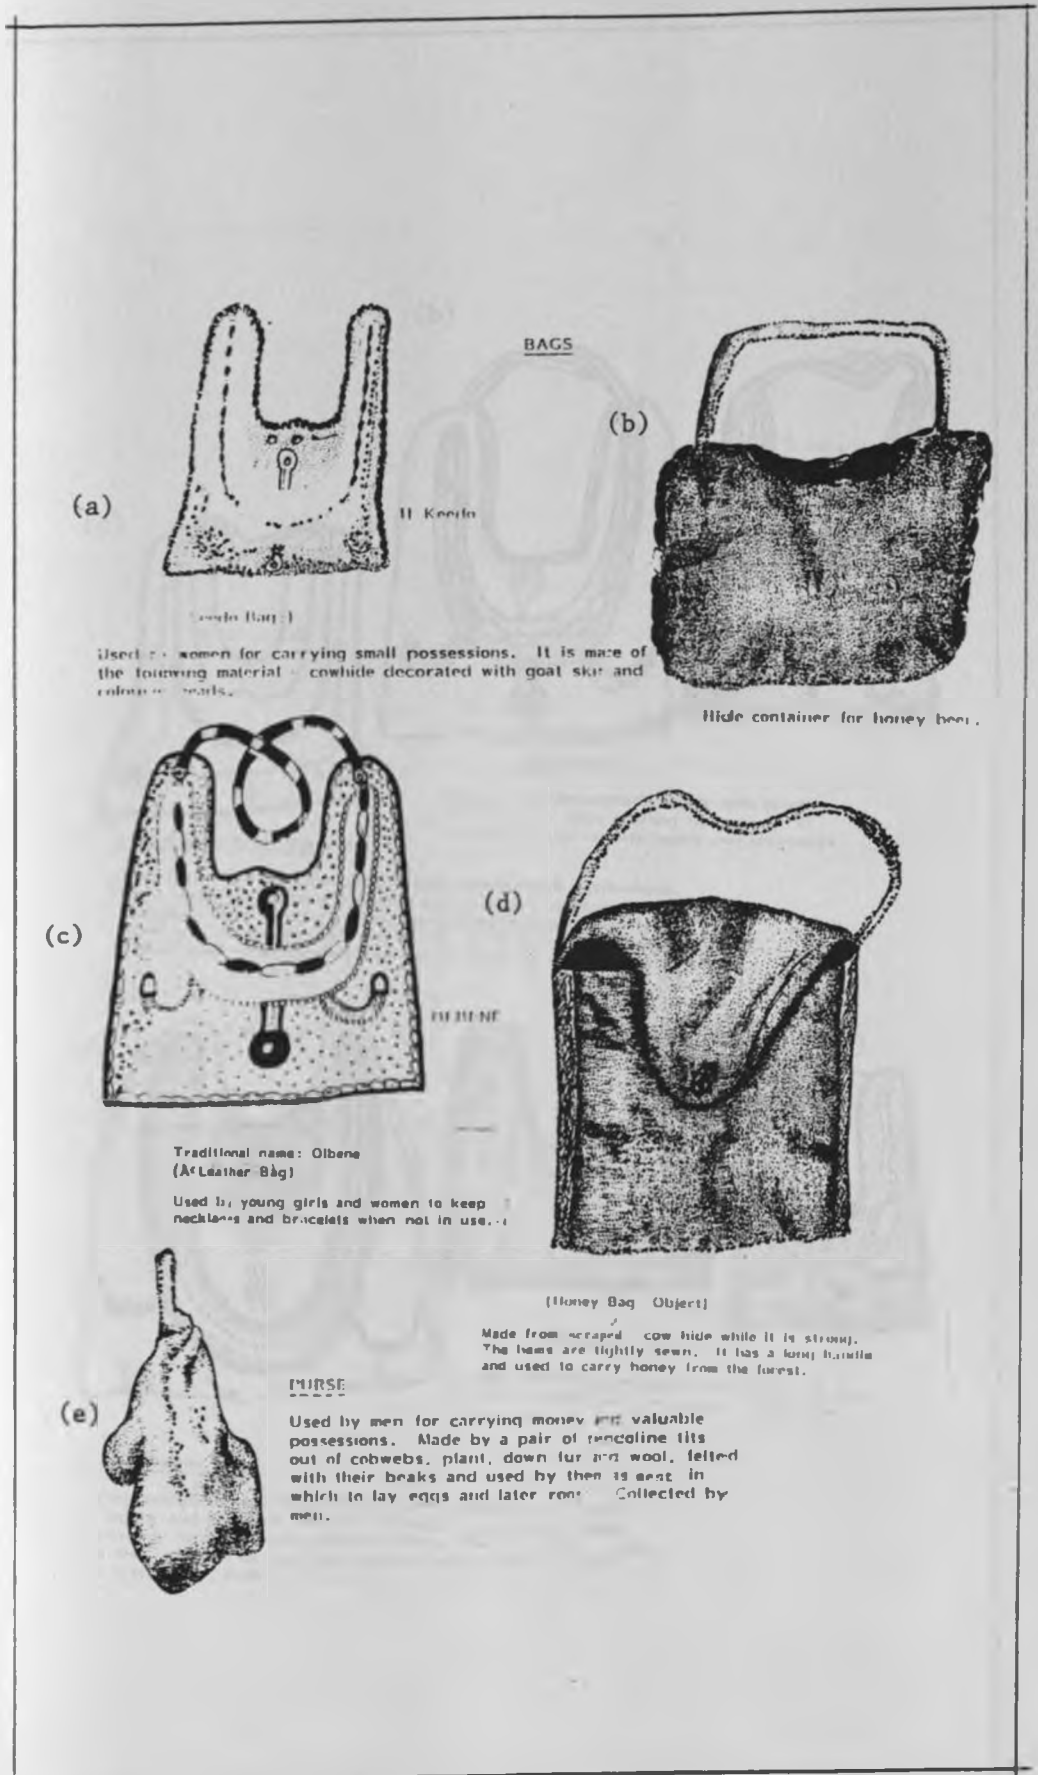 BAGS
(a)
(b)
Keedo
Bag
Used women for carrying small possessions. It is made of
the following material cowhide decorated with goat skin and
Hide container for honey beer.
(c)
(d)
Traditional name: Olbene
(A Leather Bag)
Used by young girls and women to keep
necklaces and bracelets when not in use.
(Honey Bag Object)
Made from scraped cow hide while it is strong.
The hems are tightly sewn. It has a long handle
and used to carry honey from the forest.
(e)
PURSE
Used by men for carrying money and valuable
possessions. Made by a pair of tits
out of cobwebs, plant, down fur and wool, felted
with their beaks and used by them as nest in
which to lay eggs and later Collected by
men.